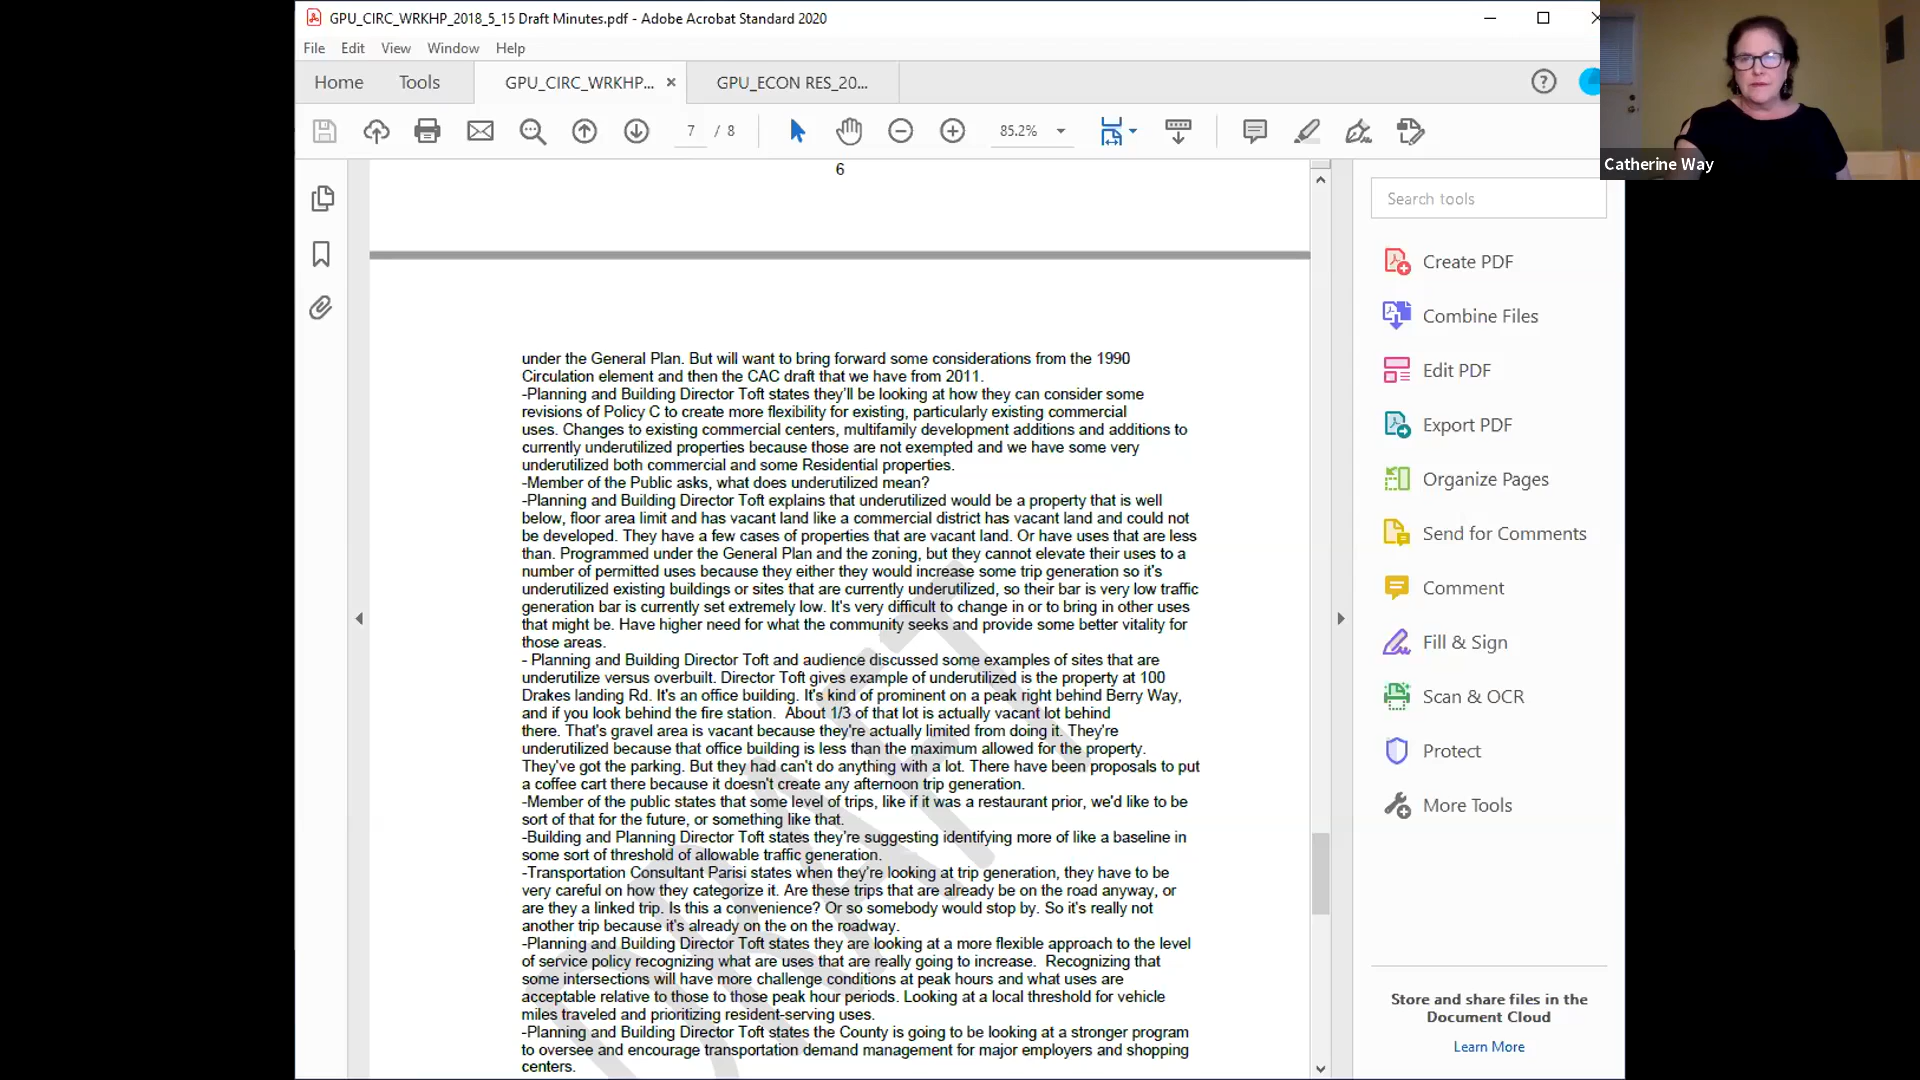 GPU_CIRC_WRKHP_2018_5_15 Draft Minutes.pdf - Adobe Acrobat Standard 2020
File Edit View Window Help
Home Tools GPU_CIRC_WRKHP... × GPU_ECON RES_20...
7 / 8 85.2%
Catherine Way
6
under the General Plan. But will want to bring forward some considerations from the 1990
Circulation element and then the CAC draft that we have from 2011.
-Planning and Building Director Toft states they'll be looking at how they can consider some
revisions of Policy C to create more flexibility for existing, particularly existing commercial
uses. Changes to existing commercial centers, multifamily development additions and additions to
currently underutilized properties because those are not exempted and we have some very
underutilized both commercial and some Residential properties.
-Member of the Public asks, what does underutilized mean?
-Planning and Building Director Toft explains that underutilized would be a property that is well
below, floor area limit and has vacant land like a commercial district has vacant land and could not
be developed. They have a few cases of properties that are vacant land. Or have uses that are less
than. Programmed under the General Plan and the zoning, but they cannot elevate their uses to a
number of permitted uses because they either they would increase some trip generation so it's
underutilized existing buildings or sites that are currently underutilized, so their bar is very low traffic
generation bar is currently set extremely low. It's very difficult to change in or to bring in other uses
that might be. Have higher need for what the community seeks and provide some better vitality for
those areas.
- Planning and Building Director Toft and audience discussed some examples of sites that are
underutilize versus overbuilt. Director Toft gives example of underutilized is the property at 100
Drakes landing Rd. It's an office building. It's kind of prominent on a peak right behind Berry Way,
and if you look behind the fire station. About 1/3 of that lot is actually vacant lot behind
there. That's gravel area is vacant because they're actually limited from doing it. They're
underutilized because that office building is less than the maximum allowed for the property.
They've got the parking. But they had can't do anything with a lot. There have been proposals to put
a coffee cart there because it doesn't create any afternoon trip generation.
-Member of the public states that some level of trips, like if it was a restaurant prior, we'd like to be
sort of that for the future, or something like that.
-Building and Planning Director Toft states they're suggesting identifying more of like a baseline in
some sort of threshold of allowable traffic generation.
-Transportation Consultant Parisi states when they're looking at trip generation, they have to be
very careful on how they categorize it. Are these trips that are already be on the road anyway, or
are they a linked trip. Is this a convenience? Or so somebody would stop by. So it's really not
another trip because it's already on the on the roadway.
-Planning and Building Director Toft states they are looking at a more flexible approach to the level
of service policy recognizing what are uses that are really going to increase. Recognizing that
some intersections will have more challenge conditions at peak hours and what uses are
acceptable relative to those to those peak hour periods. Looking at a local threshold for vehicle
miles traveled and prioritizing resident-serving uses.
-Planning and Building Director Toft states the County is going to be looking at a stronger program
to oversee and encourage transportation demand management for major employers and shopping
centers.
DRAFT
Search tools
Create PDF
Combine Files
Edit PDF
Export PDF
Organize Pages
Send for Comments
Comment
Fill & Sign
Scan & OCR
Protect
More Tools
Store and share files in the
Document Cloud
Learn More